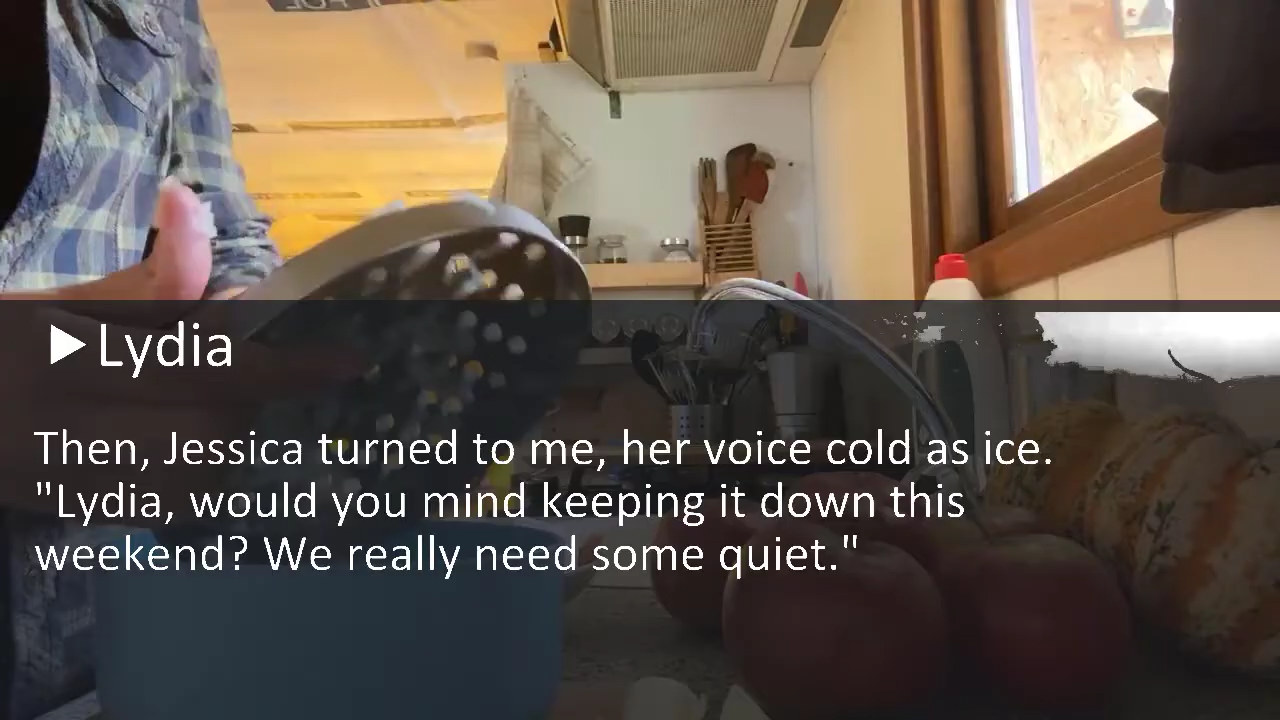 ▶Lydia
Then, Jessica turned to me, her voice cold as ice.
"Lydia, would you mind keeping it down this
weekend? We really need some quiet."